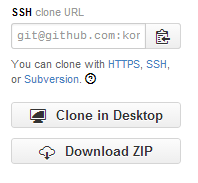 SSH clone URL
git@github.com:kor
You can clone with HTTPS, SSH,
or Subversion.
Clone in Desktop
Download ZIP